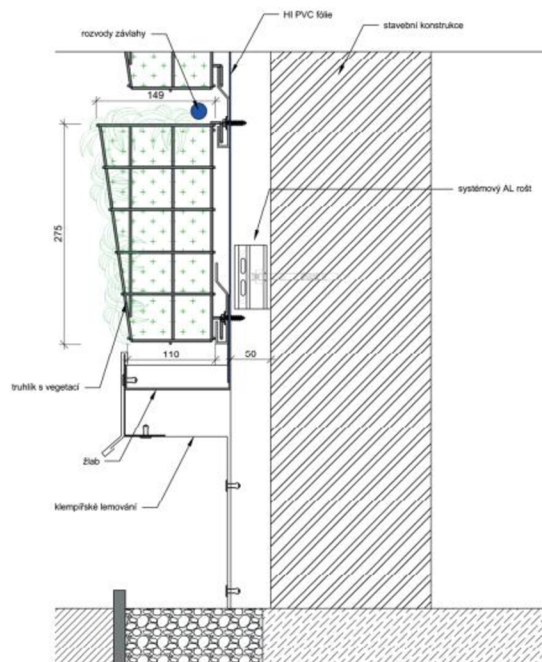 HI PVC fólie
rozvody závlahy
stavební konstrukce
149
275
systémový AL rošt
110
50
truhlík s vegetací
žlab
klempířské lemování